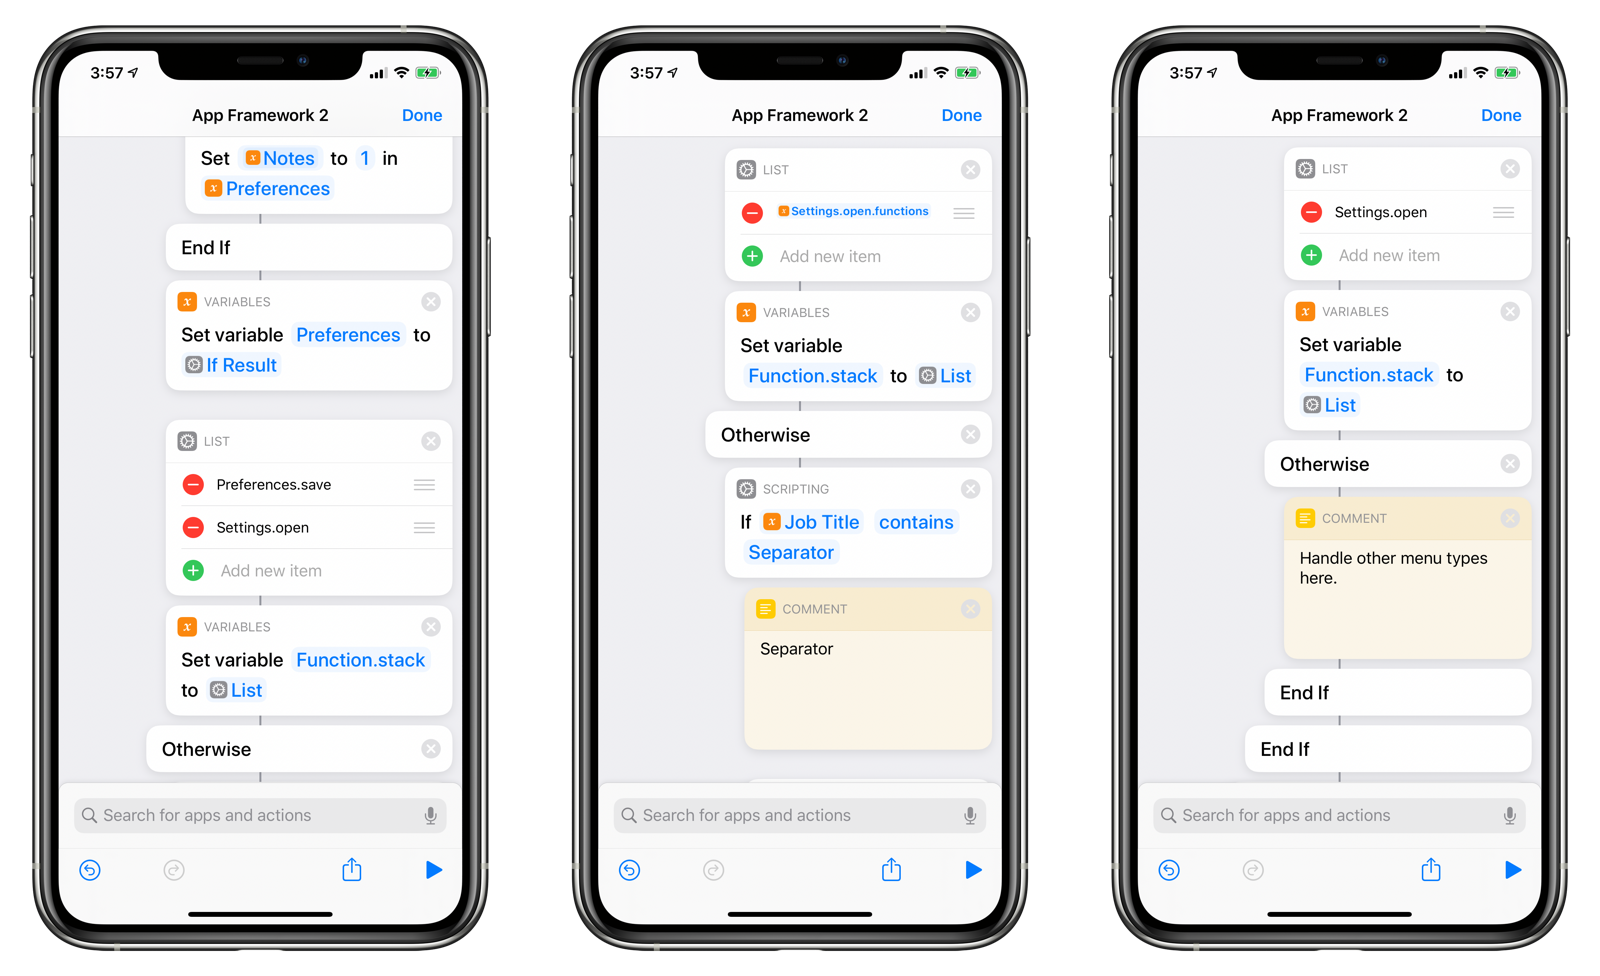 3:57
App Framework 2
Done
Set x Notes to 1 in
x Preferences
End If
x VARIABLES
Set variable Preferences to
If Result
LIST
Preferences.save
Settings.open
Add new item
x VARIABLES
Set variable Function.stack
to List
Otherwise
Search for apps and actions
3:57
App Framework 2
Done
LIST
x Settings.open.functions
Add new item
x VARIABLES
Set variable
Function.stack to List
Otherwise
SCRIPTING
If x Job Title contains
Separator
COMMENT
Separator
Search for apps and actions
3:57
App Framework 2
Done
LIST
Settings.open
Add new item
x VARIABLES
Set variable
Function.stack to
List
Otherwise
COMMENT
Handle other menu types
here.
End If
End If
Search for apps and actions